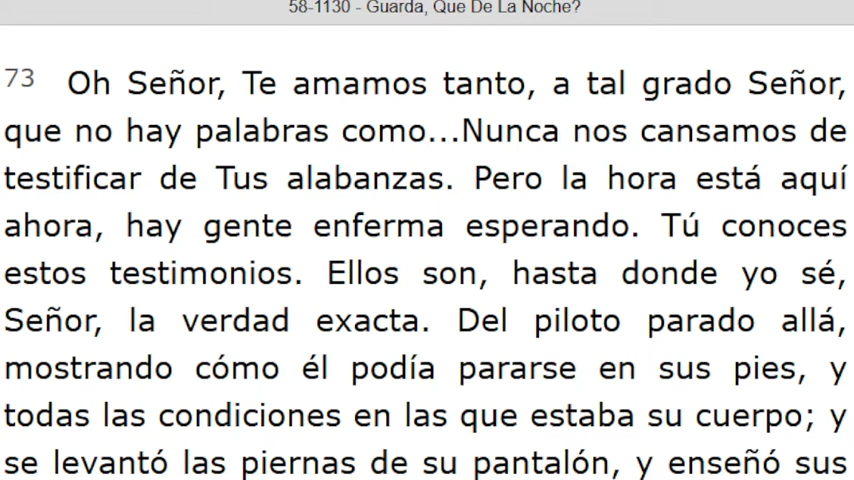 58-1130 - Guarda, Que De La Noche?
73 Oh Señor, Te amamos tanto, a tal grado Señor,
que no hay palabras como...Nunca nos cansamos de
testificar de Tus alabanzas. Pero la hora está aquí
ahora, hay gente enferma esperando. Tú conoces
estos testimonios. Ellos son, hasta donde yo sé,
Señor, la verdad exacta. Del piloto parado allá,
mostrando cómo él podía pararse en sus pies, y
todas las condiciones en las que estaba su cuerpo; y
se levantó las piernas de su pantalón, y enseñó sus